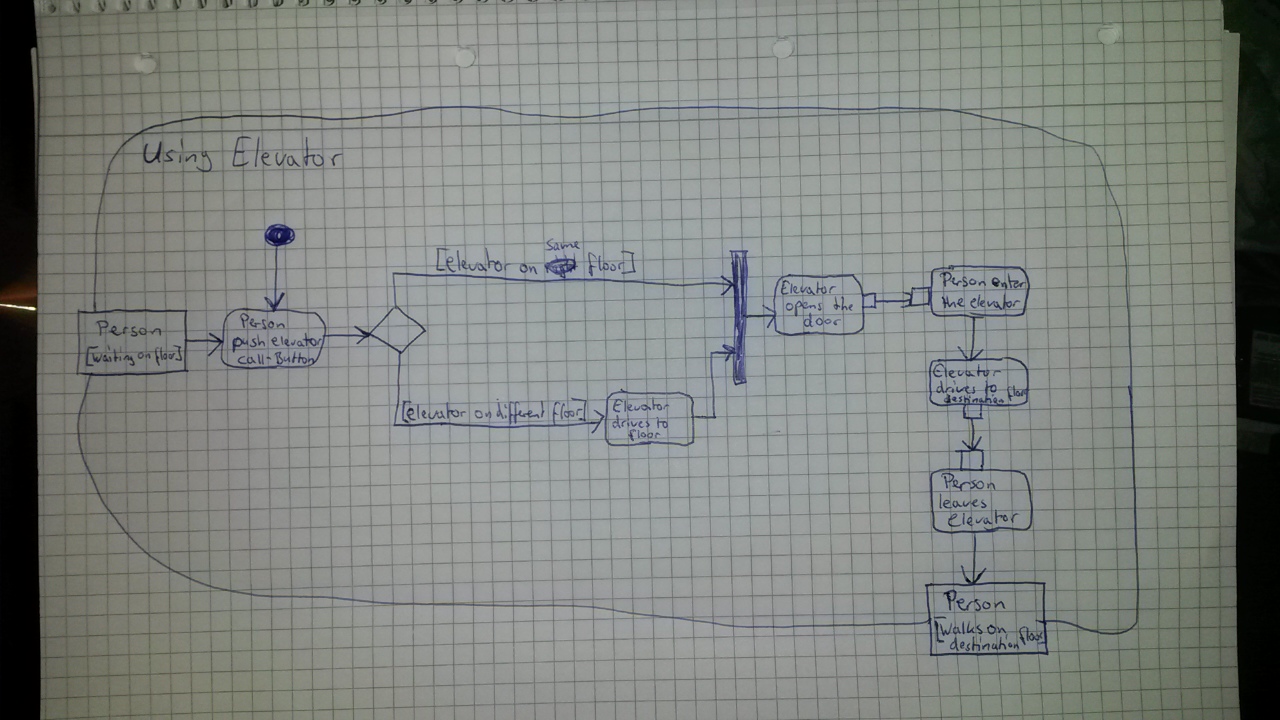 Using Elevator
Person
[waiting on floor]
Person
push elevator
call-Button
same
[elevator on floor]
[elevator on different floor]
Elevator
drives to
floor
Elevator
opens the
door
Person enter
the elevator
Elevator
drives to
destination floor
Person
leaves
elevator
Person
[walks on
destination floor]